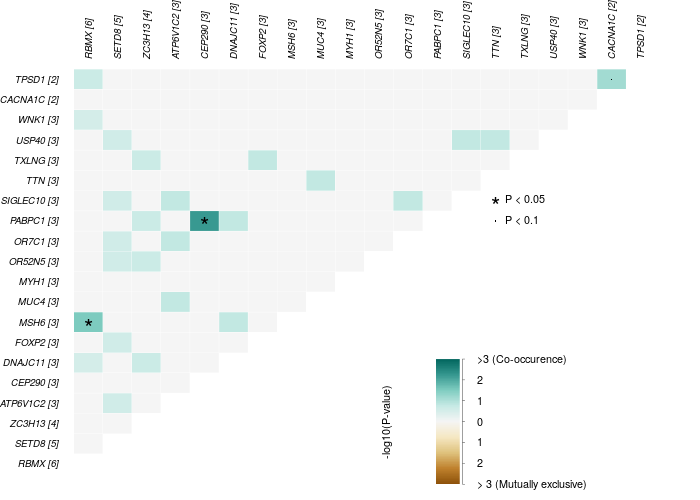 RBMX [6]
SETD8 [5]
ZC3H13 [4]
ATP6V1C2 [3]
CEP290 [3]
DNAJC11 [3]
FOXP2 [3]
MSH6 [3]
MUC4 [3]
MYH1 [3]
OR52N5 [3]
OR7C1 [3]
PABPC1 [3]
SIGLEC10 [3]
TTN [3]
TXLNG [3]
USP40 [3]
WNK1 [3]
CACNA1C [2]
TPSD1 [2]
TPSD1 [2]
CACNA1C [2]
WNK1 [3]
USP40 [3]
TXLNG [3]
TTN [3]
SIGLEC10 [3]
* P < 0.05
PABPC1 [3]
*
· P < 0.1
OR7C1 [3]
OR52N5 [3]
MYH1 [3]
MUC4 [3]
MSH6 [3]
*
FOXP2 [3]
DNAJC11 [3]
CEP290 [3]
ATP6V1C2 [3]
ZC3H13 [4]
SETD8 [5]
RBMX [6]
-log10(P-value)
>3 (Co-occurence)
2
1
0
1
2
> 3 (Mutually exclusive)